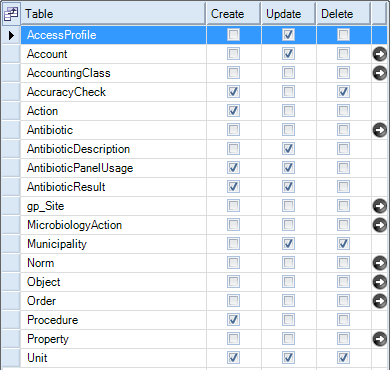 Table Create Update Delete
AccessProfile
Account
AccountingClass
AccuracyCheck
Action
Antibiotic
AntibioticDescription
AntibioticPanelUsage
AntibioticResult
gp_Site
MicrobiologyAction
Municipality
Norm
Object
Order
Procedure
Property
Unit